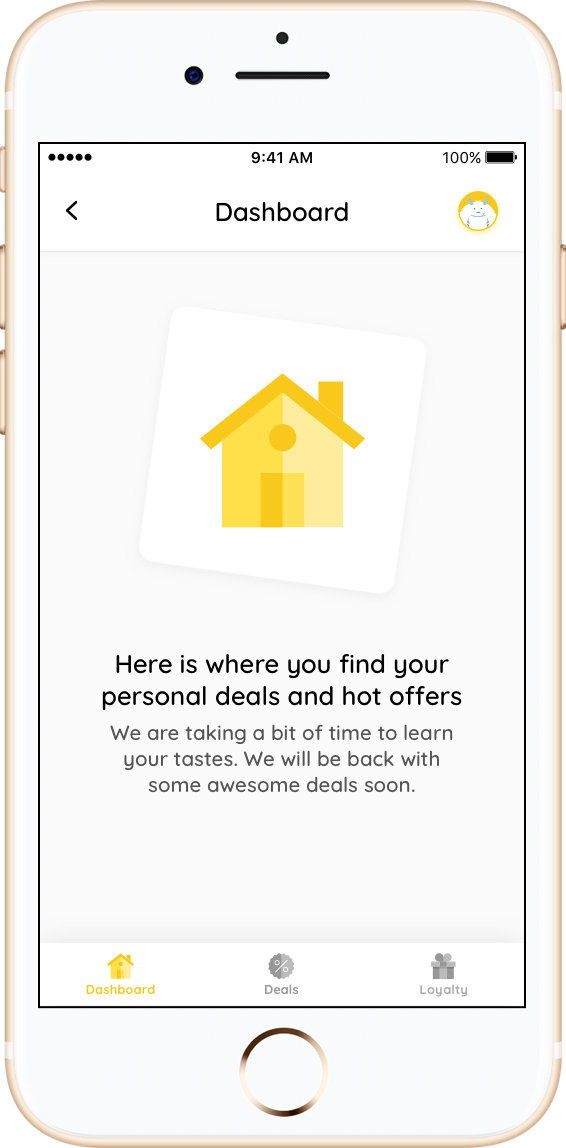 9:41 AM
100%
Dashboard
Here is where you find your
personal deals and hot offers
We are taking a bit of time to learn
your tastes. We will be back with
some awesome deals soon.
Dashboard
Deals
Loyalty